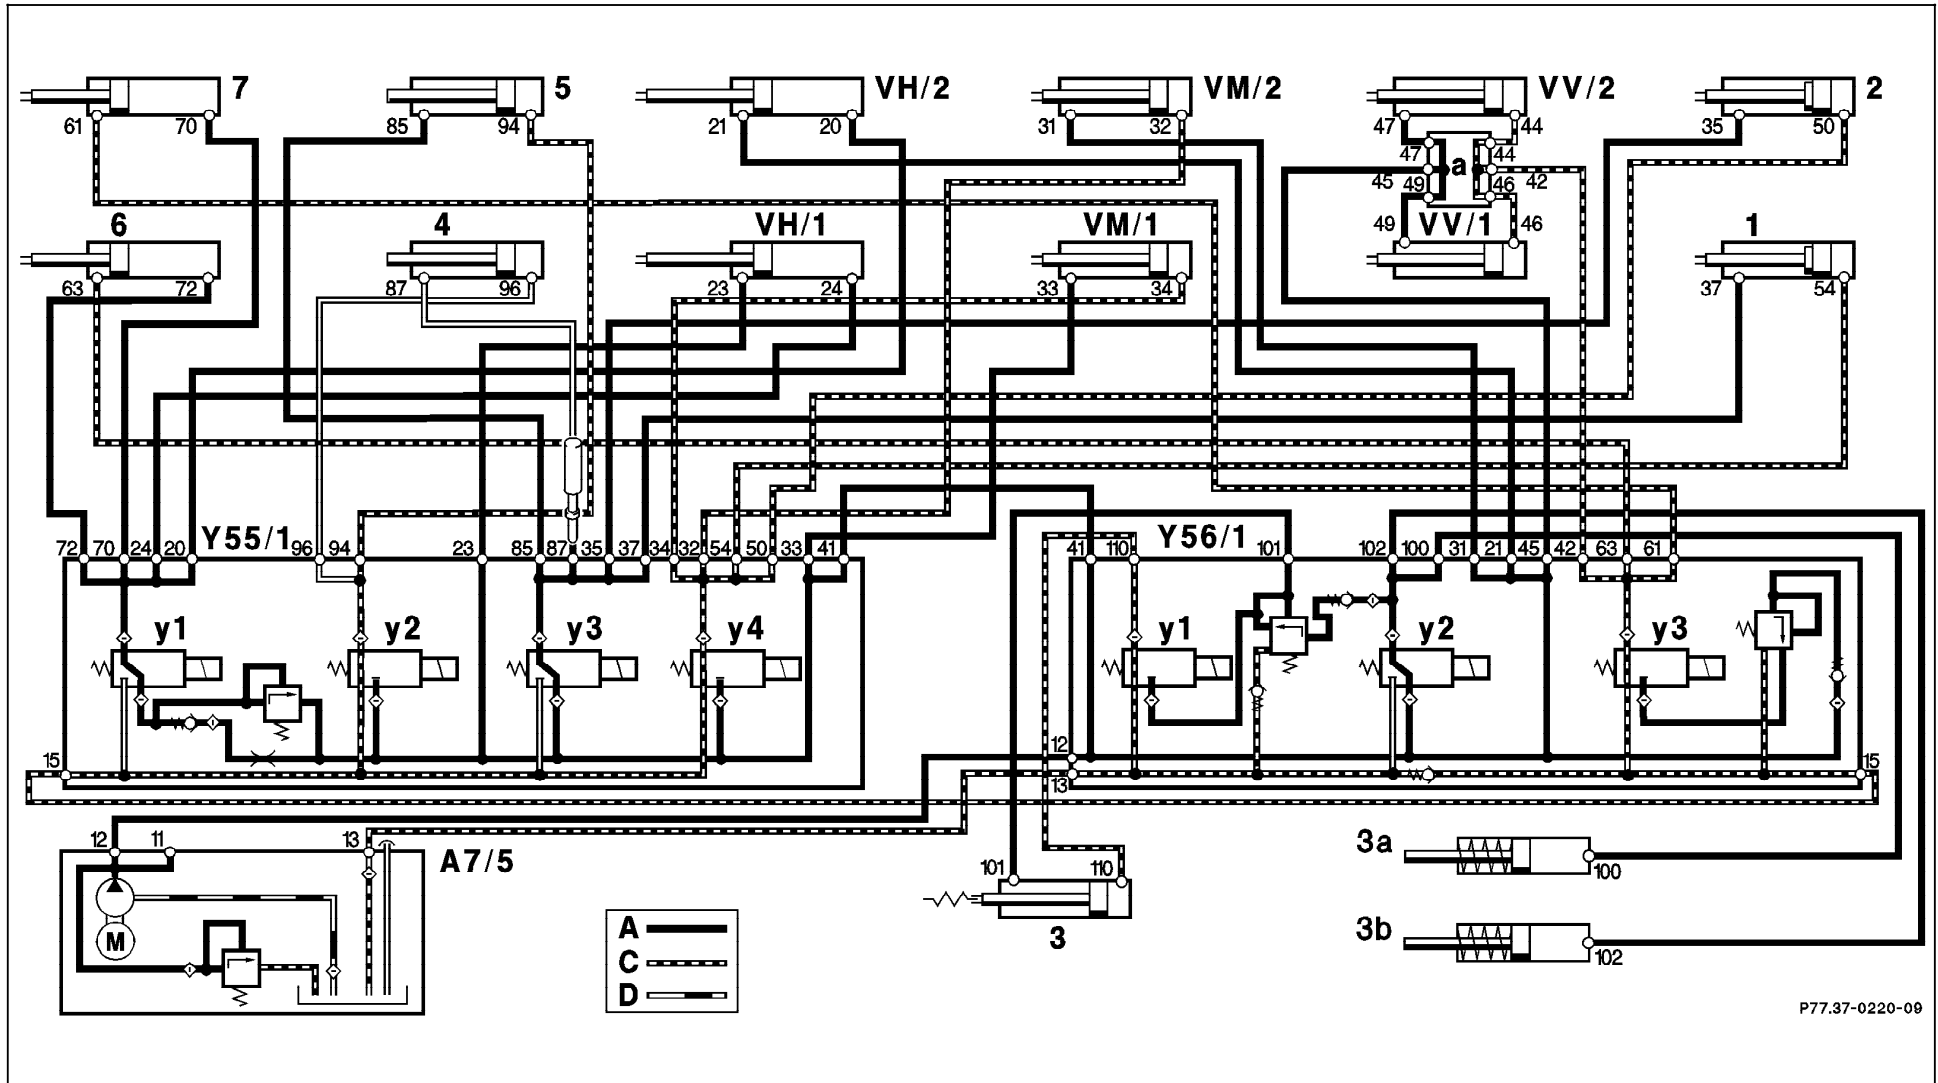 7 5 VH/2 VM/2 VV/2 2
61 70 85 94 21 20 31 32 47 44 35 50
47 44
a
45 49 46 42
6 4 VH/1 VM/1 49 VV/1 46 1
63 72 87 96 23 24 33 34 37 54
72 70 24 20 Y55/1 96 94 23 85 87 35 37 34 32 54 50 33 41
41 110 Y56/1 101 102 100 31 21 45 42 63 61
y1 y2 y3 y4 y1 y2 y3
15 12 13 15
12 11 13 A7/5
M
A
C
D
101 110
3
3a 100
3b 102
P77.37-0220-09